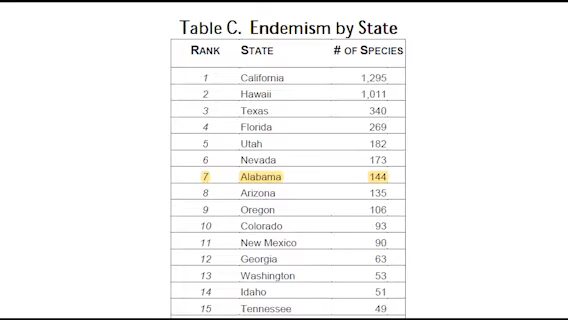 Table C. Endemism by State
RANK STATE # OF SPECIES
1 California 1,295
2 Hawaii 1,011
3 Texas 340
4 Florida 269
5 Utah 182
6 Nevada 173
7 Alabama 144
8 Arizona 135
9 Oregon 106
10 Colorado 93
11 New Mexico 90
12 Georgia 63
13 Washington 53
14 Idaho 51
15 Tennessee 49